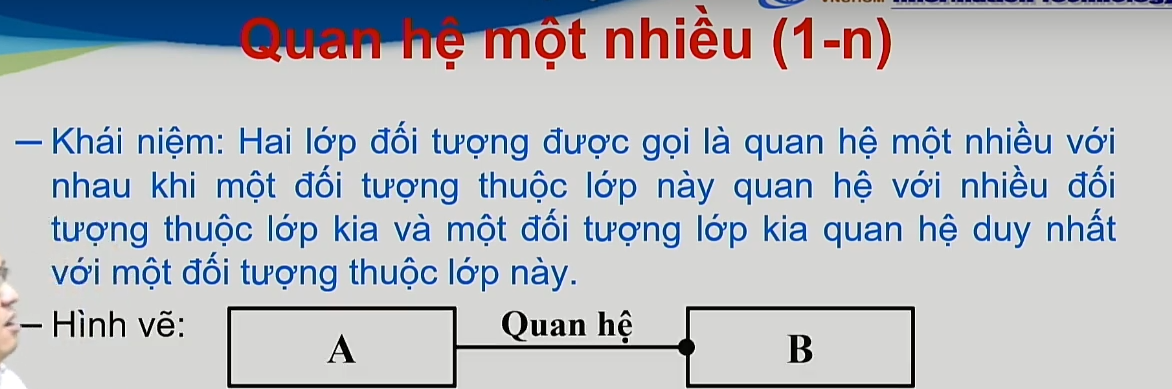 Quan hệ một nhiều (1-n)
– Khái niệm: Hai lớp đối tượng được gọi là quan hệ một nhiều với
nhau khi một đối tượng thuộc lớp này quan hệ với nhiều đối
tượng thuộc lớp kia và một đối tượng lớp kia quan hệ duy nhất
với một đối tượng thuộc lớp này.
– Hình vẽ:
A
Quan hệ
B